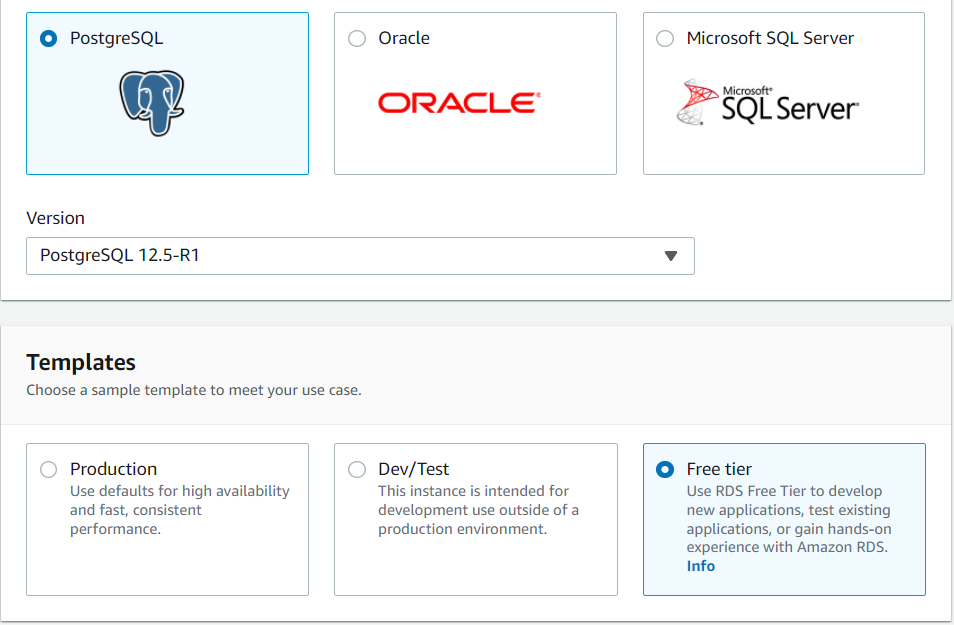 PostgreSQL
Oracle
Microsoft SQL Server
ORACLE®
Microsoft®
SQL Server®
Version
PostgreSQL 12.5-R1
Templates
Choose a sample template to meet your use case.
Production
Use defaults for high availability
and fast, consistent
performance.
Dev/Test
This instance is intended for
development use outside of a
production environment.
Free tier
Use RDS Free Tier to develop
new applications, test existing
applications, or gain hands-on
experience with Amazon RDS.
Info